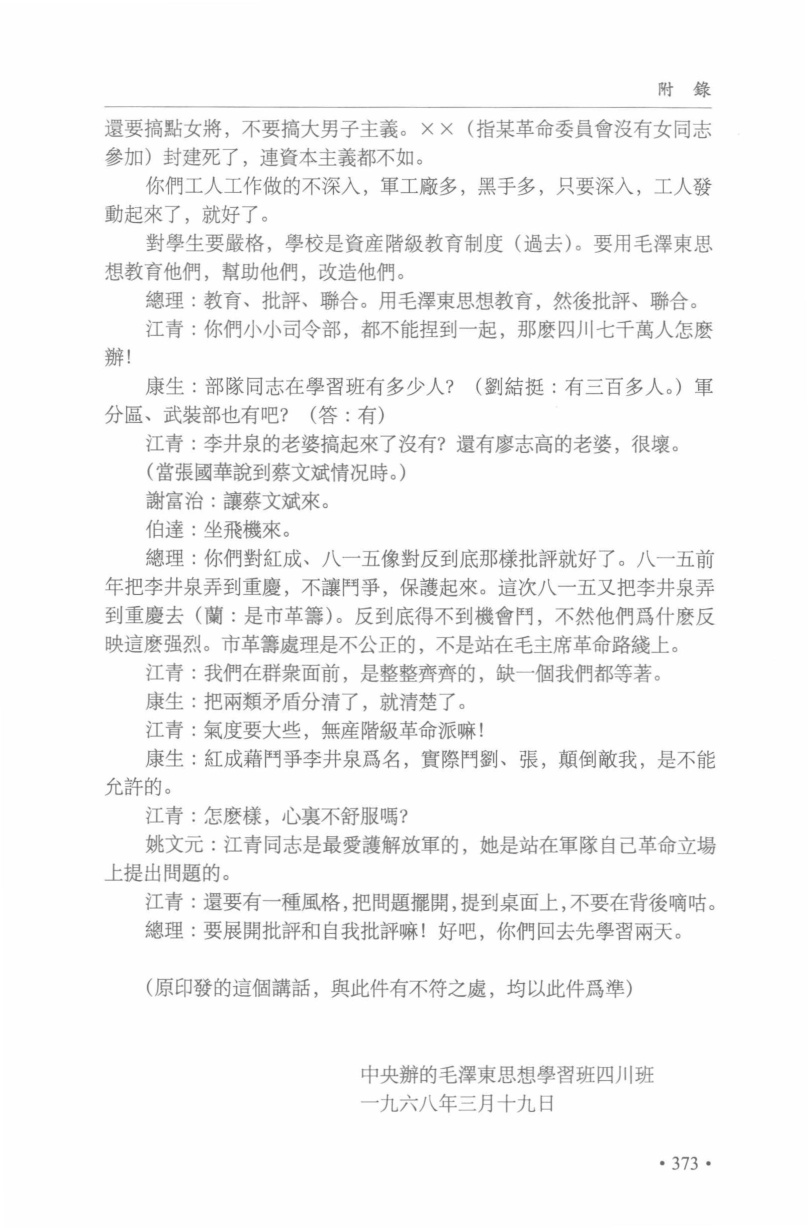 附 錄
還要搞點女將，不要搞大男子主義。××（指某革命委員會沒有女同志
參加）封建死了，連資本主義都不如。
你們工人工作做的不深入，軍工廠多，黑手多，只要深入，工人發
動起來了，就好了。
對學生要嚴格，學校是資産階級教育制度（過去）。要用毛澤東思
想教育他們，幫助他們，改造他們。
總理：教育、批評、聯合。用毛澤東思想教育，然後批評、聯合。
江青：你們小小司令部，都不能捏到一起，那麽四川七千萬人怎麽
辦！
康生：部隊同志在學習班有多少人？（劉結挺：有三百多人。）軍
分區、武裝部也有吧？（答：有）
江青：李井泉的老婆搞起來了沒有？還有廖志高的老婆，很壞。
（當張國華說到蔡文斌情况時。）
謝富治：讓蔡文斌來。
伯達：坐飛機來。
總理：你們對紅成、八一五像對反到底那樣批評就好了。八一五前
年把李井泉弄到重慶，不讓鬥爭，保護起來。這次八一五又把李井泉弄
到重慶去（蘭：是市革籌）。反到底得不到機會鬥，不然他們爲什麽反
映這麽强烈。市革籌處理是不公正的，不是站在毛主席革命路綫上。
江青：我們在群衆面前，是整整齊齊的，缺一個我們都等著。
康生：把兩類矛盾分清了，就清楚了。
江青：氣度要大些，無産階級革命派嘛！
康生：紅成藉鬥爭李井泉爲名，實際鬥劉、張，顛倒敵我，是不能
允許的。
江青：怎麽樣，心裏不舒服嗎？
姚文元：江青同志是最愛護解放軍的，她是站在軍隊自己革命立場
上提出問題的。
江青：還要有一種風格，把問題擺開，提到桌面上，不要在背後嘀咕。
總理：要展開批評和自我批評嘛！好吧，你們回去先學習兩天。
（原印發的這個講話，與此件有不符之處，均以此件爲準）
中央辦的毛澤東思想學習班四川班
一九六八年三月十九日
·373·